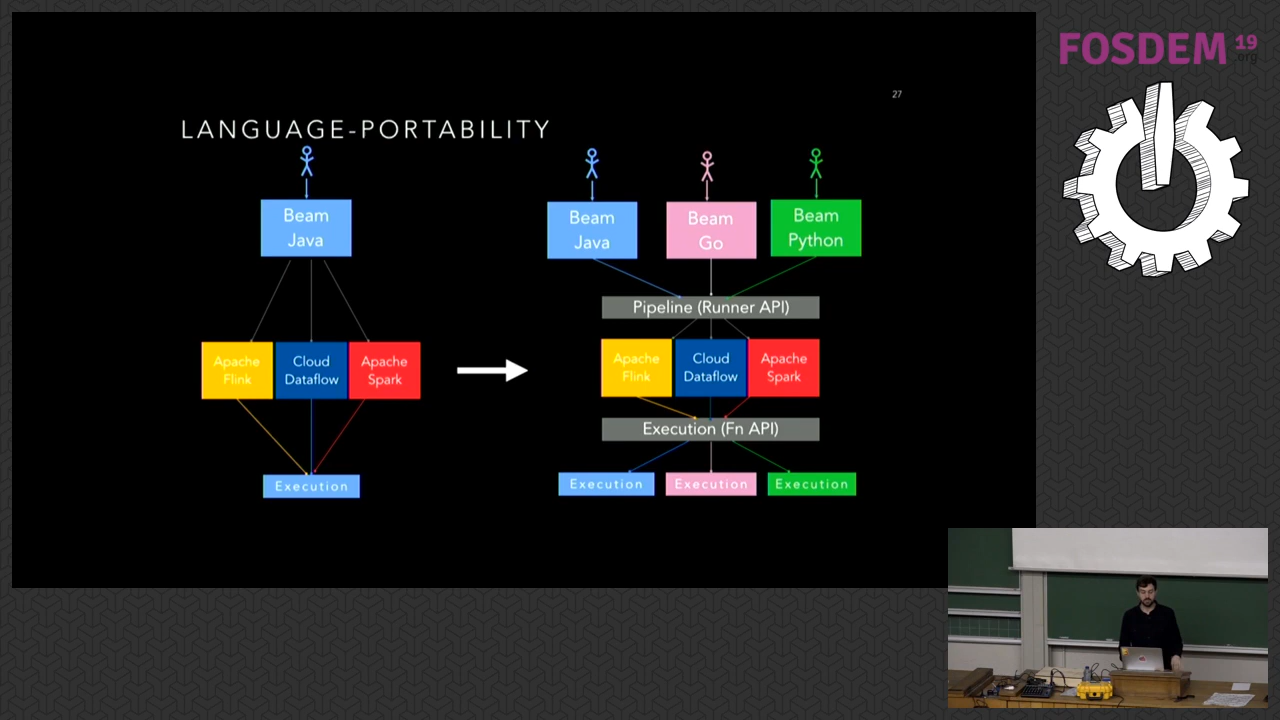 FOSDEM 19
.org
27
LANGUAGE-PORTABILITY
Beam
Java
Apache
Flink
Cloud
Dataflow
Apache
Spark
Execution
Beam
Java
Beam
Go
Beam
Python
Pipeline (Runner API)
Apache
Flink
Cloud
Dataflow
Apache
Spark
Execution (Fn API)
Execution
Execution
Execution